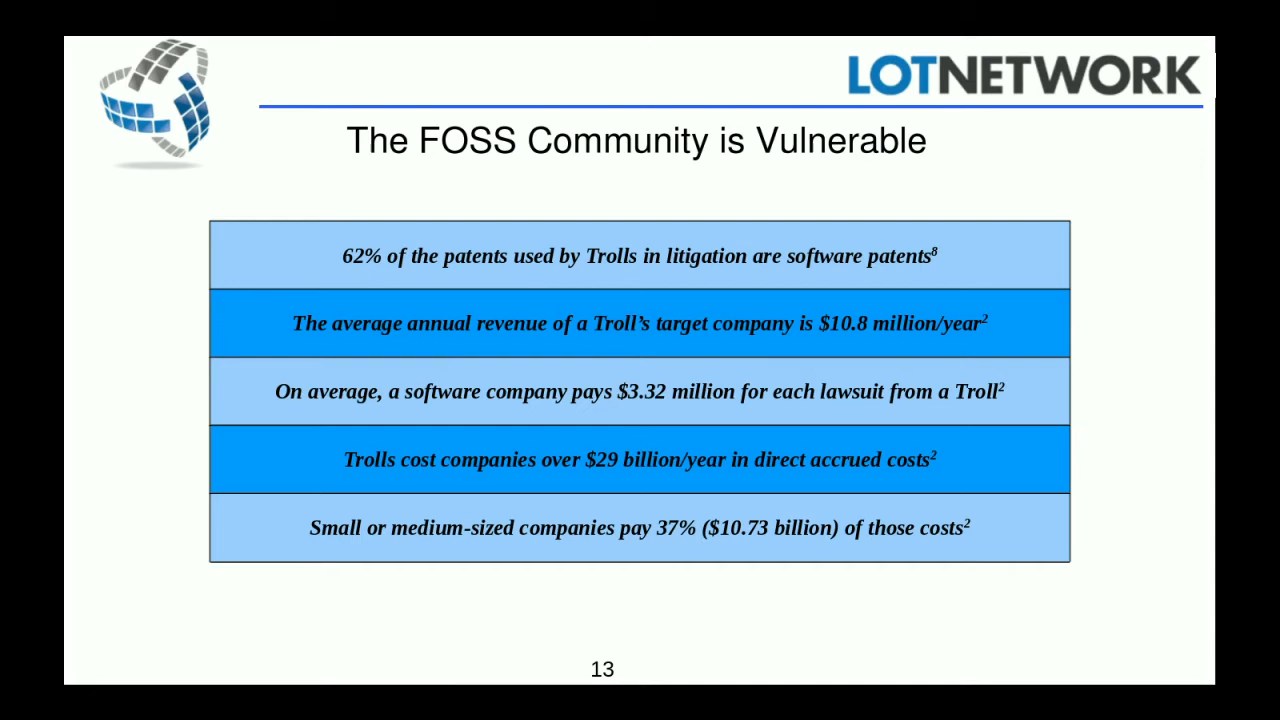 LOTNETWORK
The FOSS Community is Vulnerable
62% of the patents used by Trolls in litigation are software patents⁸
The average annual revenue of a Troll’s target company is $10.8 million/year²
On average, a software company pays $3.32 million for each lawsuit from a Troll²
Trolls cost companies over $29 billion/year in direct accrued costs²
Small or medium-sized companies pay 37% ($10.73 billion) of those costs²
13